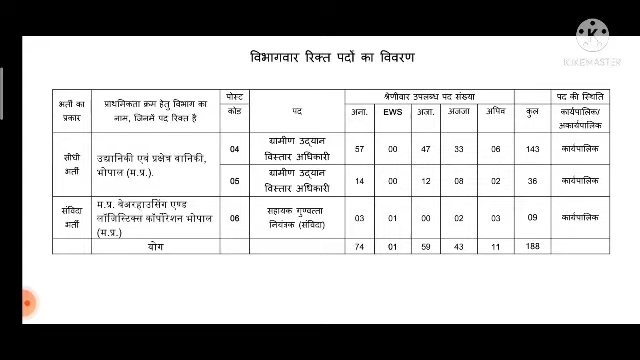 KINEMASTER
विभागवार रिक्त पदों का विवरण
भर्ती का प्रकार प्राथमिकता क्रम हेतु विभाग का नाम, जिनमें पद रिक्त है पोस्ट कोड पद श्रेणीवार उपलब्ध पद संख्या पद की स्थिति
अना. EWS अजा. अजजा अपिव कुल कार्यपालिक/ अकार्यपालिक
सीधी भर्ती उद्यानिकी एवं प्रक्षेत्र वानिकी, भोपाल (म.प्र.). 04 ग्रामीण उद्यान विस्तार अधिकारी 57 00 47 33 06 143 कार्यपालिक
05 ग्रामीण उद्यान विस्तार अधिकारी 14 00 12 08 02 36 कार्यपालिक
संविदा भर्ती म.प्र. वेअरहाउसिंग एण्ड लॉजिस्टिक्स कॉर्पोरेशन भोपाल (म.प्र.) 06 सहायक गुणवत्ता नियंत्रक (संविदा) 03 01 00 02 03 09 कार्यपालिक
योग 74 01 59 43 11 188